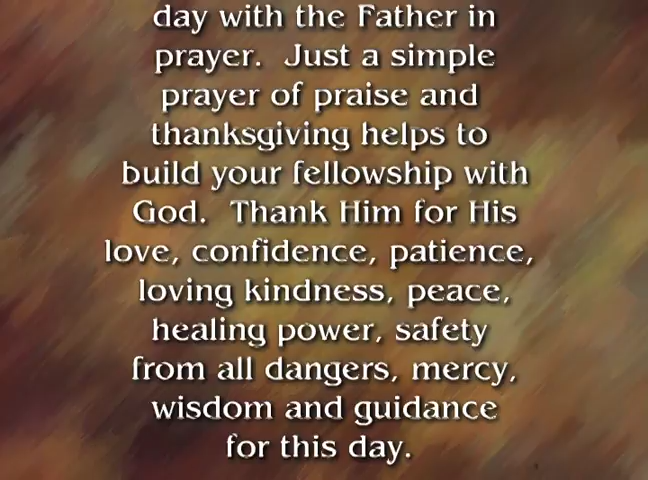 day with the Father in
prayer.  Just a simple
prayer of praise and
thanksgiving helps to
build your fellowship with
God.  Thank Him for His
love, confidence, patience,
loving kindness, peace,
healing power, safety
from all dangers, mercy,
wisdom and guidance
for this day.